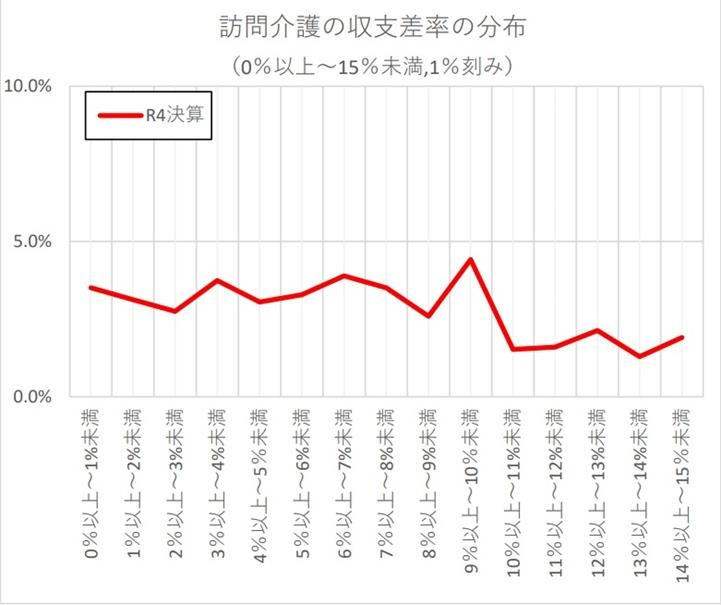 訪問介護の収支差率の分布
（0％以上～15％未満,1％刻み）
10.0%
R4決算
5.0%
0.0%
0％以上～1%未満
1％以上～2%未満
2％以上～3%未満
3％以上～4%未満
4％以上～5％未満
5％以上～6%未満
6％以上～7%未満
7％以上～8%未満
8％以上～9%未満
9％以上～10％未満
10％以上～11%未満
11％以上～12%未満
12％以上～13%未満
13％以上～14%未満
14％以上～15％未満